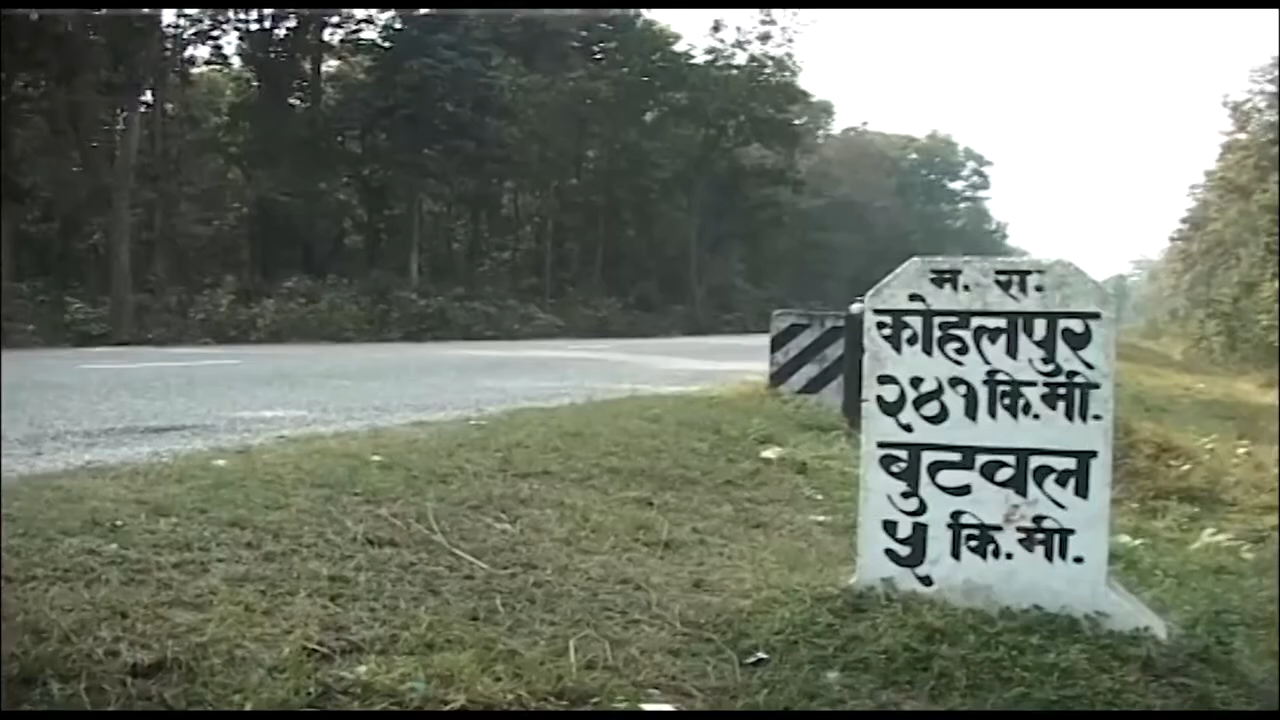 म. रा.
कोहलपुर
२४१ कि.मी.
बुटवल
५ कि.मी.